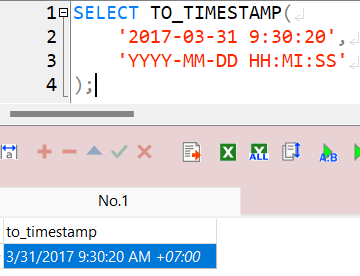 1 SELECT TO_TIMESTAMP(
2 '2017-03-31 9:30:20',
3 'YYYY-MM-DD HH:MI:SS'
4 );
a
X
X
ALL
A.B
No.1
to_timestamp
3/31/2017 9:30:20 AM +07:00